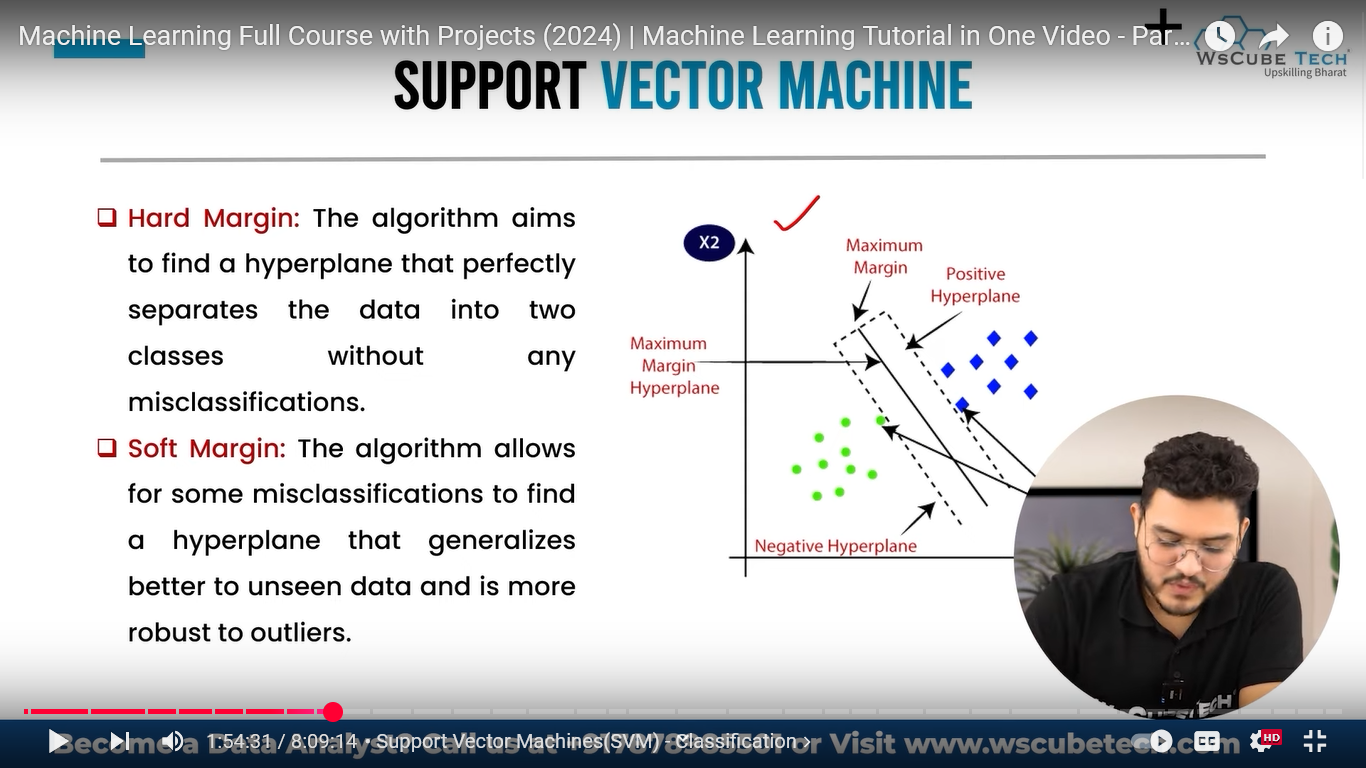 Machine Learning Full Course with Projects (2024) | Machine Learning Tutorial in One Video - Par...
WsCube Tech
Upskilling Bharat
SUPPORT VECTOR MACHINE
Hard Margin: The algorithm aims
to find a hyperplane that perfectly
separates the data into two
classes without any
misclassifications.
Soft Margin: The algorithm allows
for some misclassifications to find
a hyperplane that generalizes
better to unseen data and is more
robust to outliers.
X2
Maximum
Margin
Positive
Hyperplane
Maximum
Margin
Hyperplane
Negative Hyperplane
1:54:31 / 8:09:14 • Support Vector Machines(SVM) - Classification >
Become a Data Analyst? Call us or Visit www.wscubetech.com
CC
HD